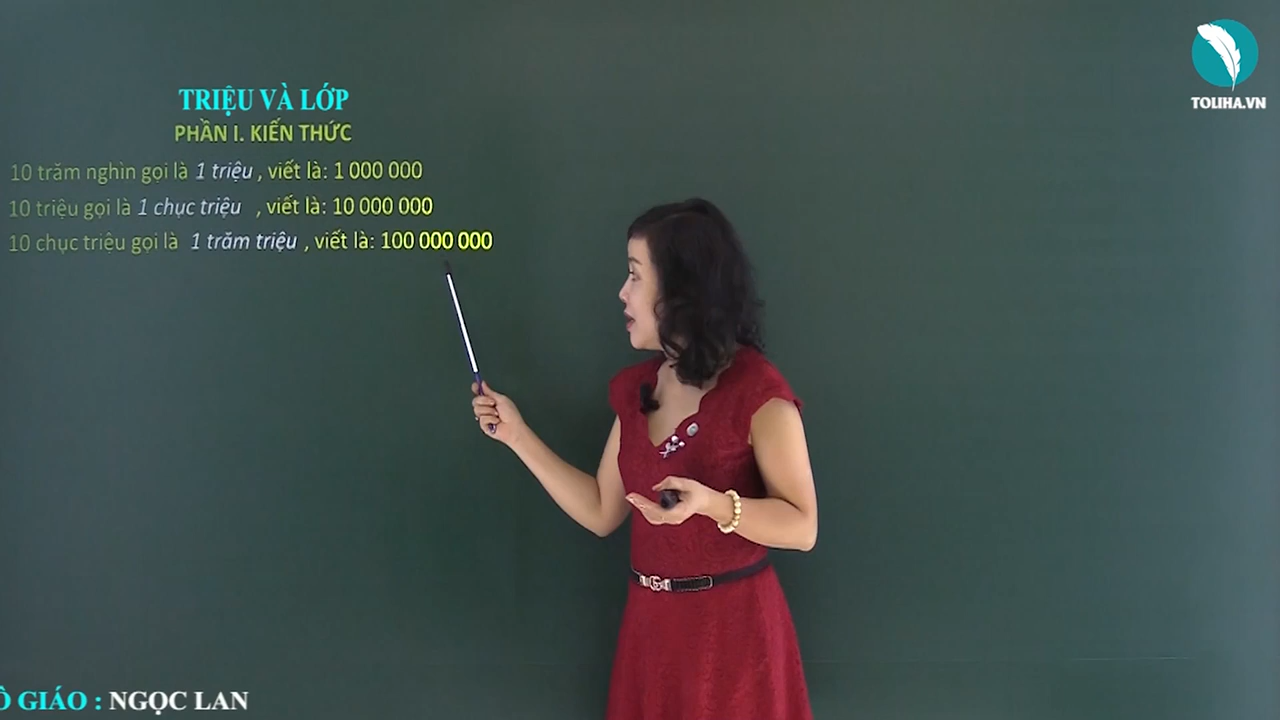 TRIỆU VÀ LỚP
PHẦN I. KIẾN THỨC
10 trăm nghìn gọi là 1 triệu , viết là: 1 000 000
10 triệu gọi là 1 chục triệu , viết là: 10 000 000
10 chục triệu gọi là 1 trăm triệu , viết là: 100 000 000
TOLIHA.VN
Ô GIÁO : NGỌC LAN